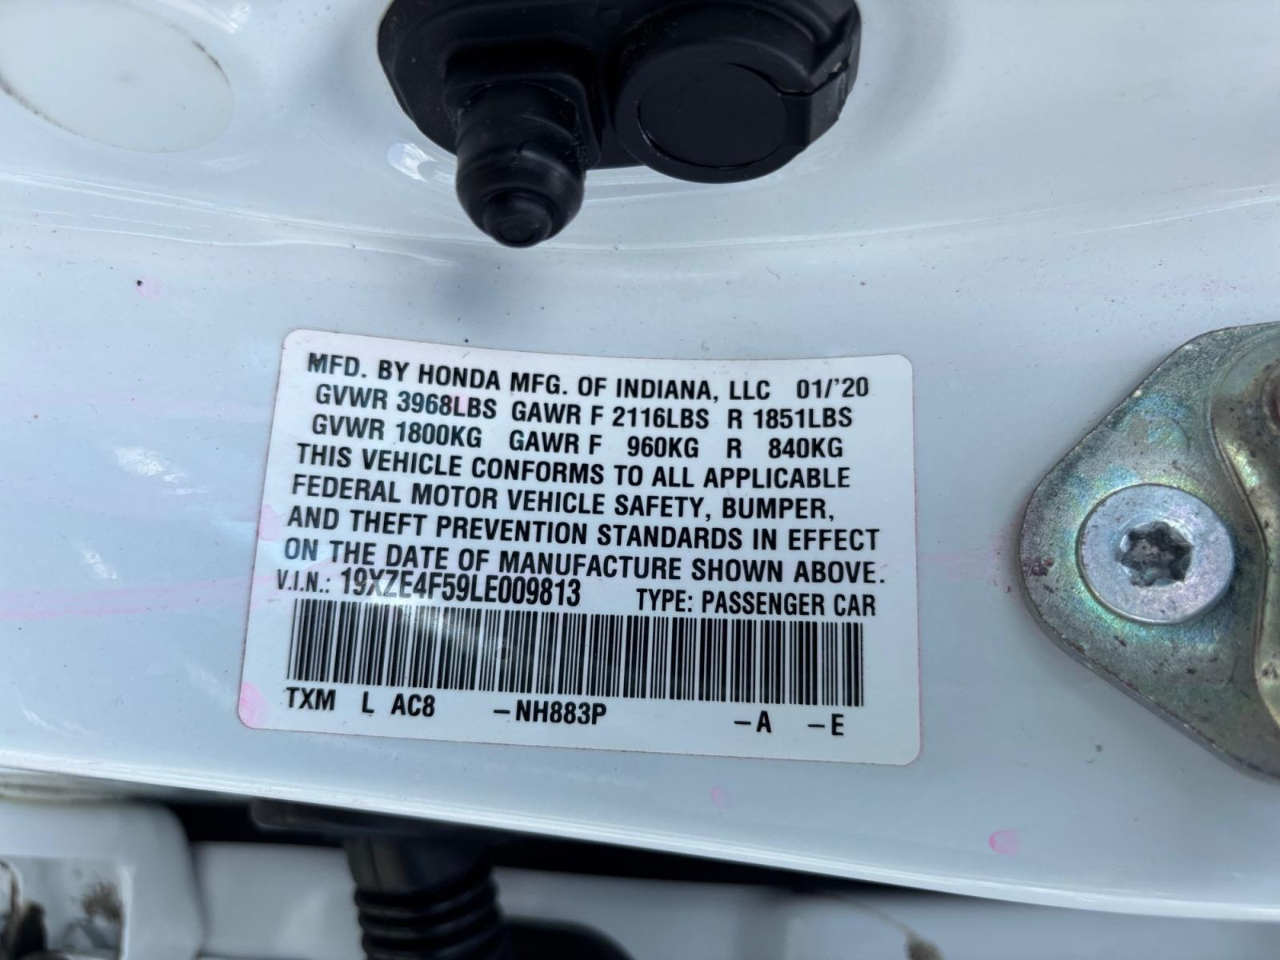 MFD. BY HONDA MFG. OF INDIANA, LLC 01/'20
GVWR 3968LBS GAWR F 2116LBS R 1851LBS
GVWR 1800KG GAWR F 960KG R 840KG
THIS VEHICLE CONFORMS TO ALL APPLICABLE
FEDERAL MOTOR VEHICLE SAFETY, BUMPER,
AND THEFT PREVENTION STANDARDS IN EFFECT
ON THE DATE OF MANUFACTURE SHOWN ABOVE.
V.I.N.: 19XZE4F59LE009813 TYPE: PASSENGER CAR
TXM L AC8 -NH883P -A -E